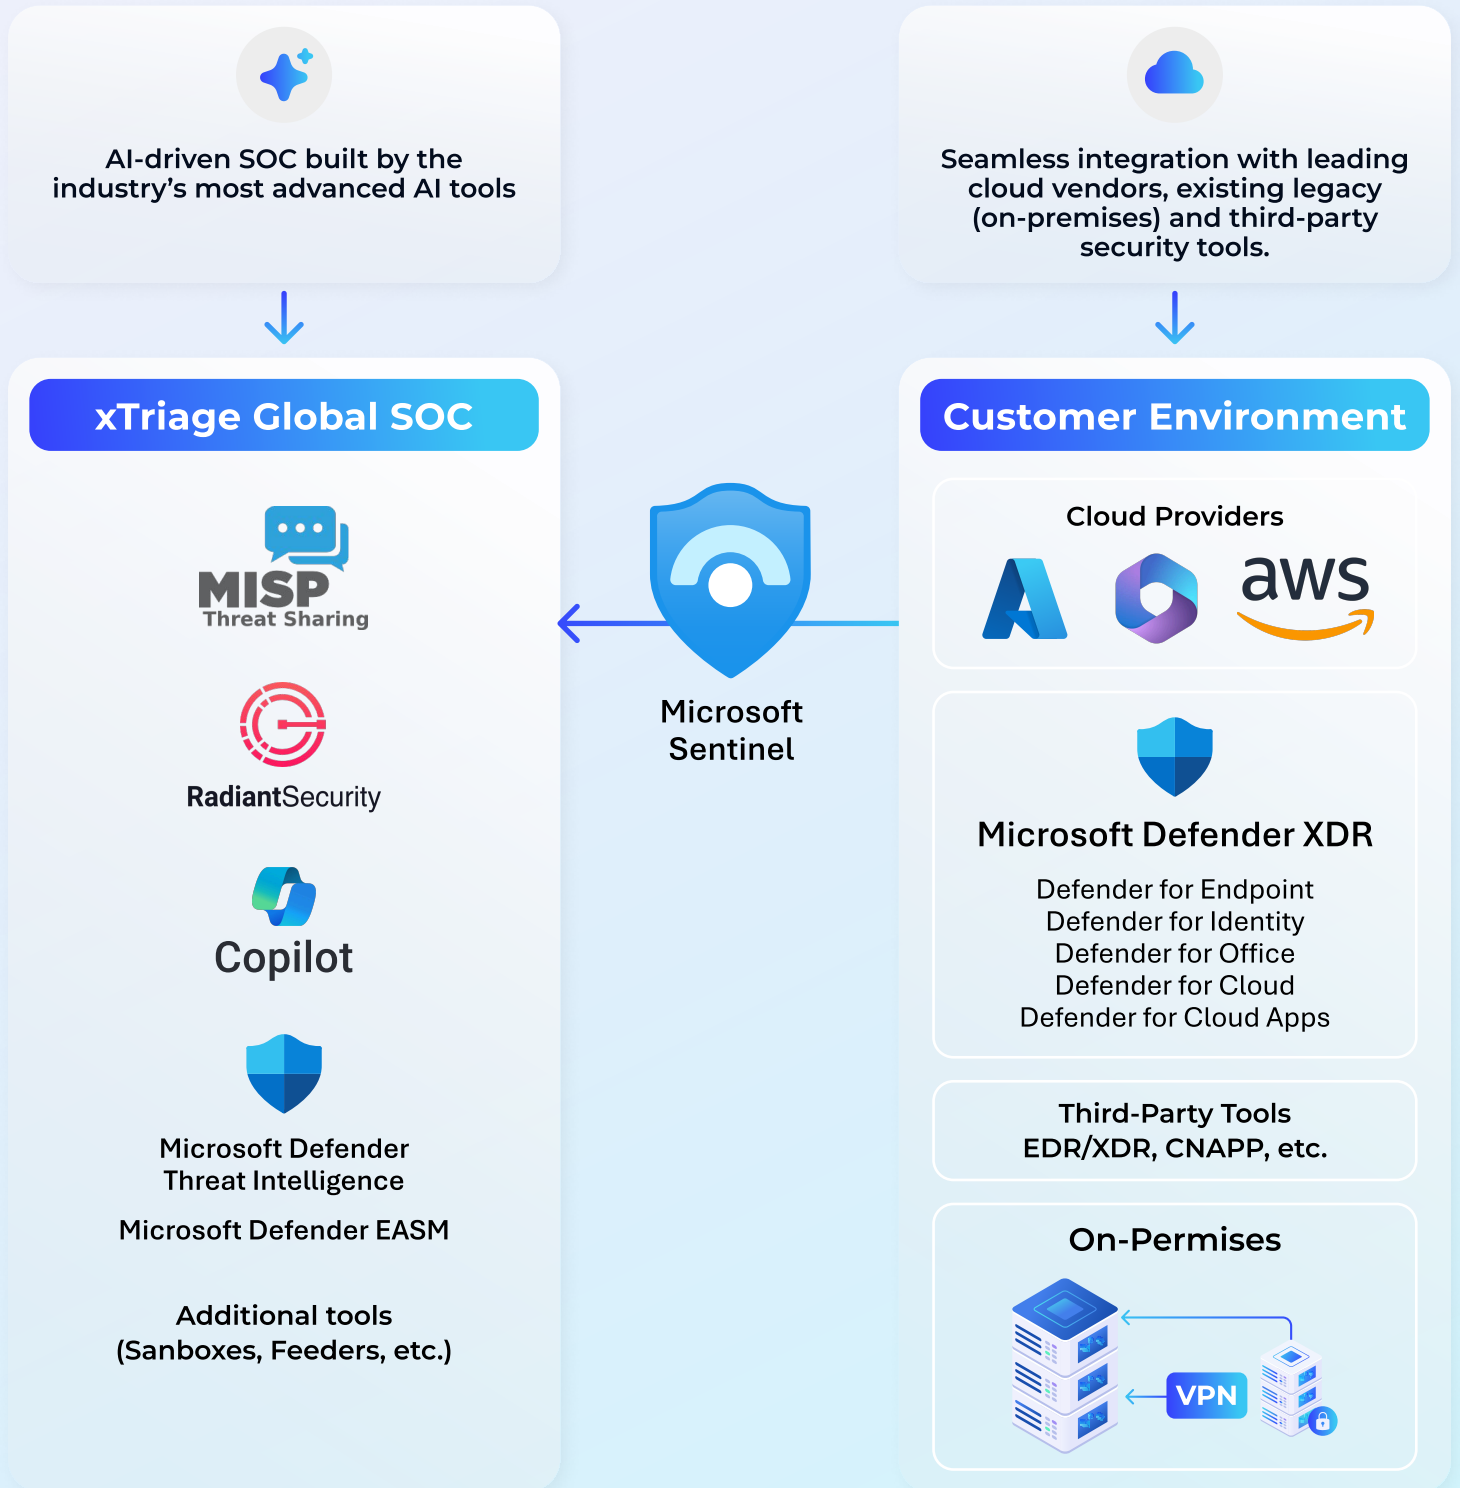 AI-driven SOC built by the
industry's most advanced AI tools
xTriage Global SOC
MISP
Threat Sharing
RadiantSecurity
Copilot
Microsoft Defender
Threat Intelligence
Microsoft Defender EASM
Additional tools
(Sanboxes, Feeders, etc.)
Microsoft
Sentinel
Seamless integration with leading
cloud vendors, existing legacy
(on-premises) and third-party
security tools.
Customer Environment
Cloud Providers
aws
Microsoft Defender XDR
Defender for Endpoint
Defender for Identity
Defender for Office
Defender for Cloud
Defender for Cloud Apps
Third-Party Tools
EDR/XDR, CNAPP, etc.
On-Permises
VPN